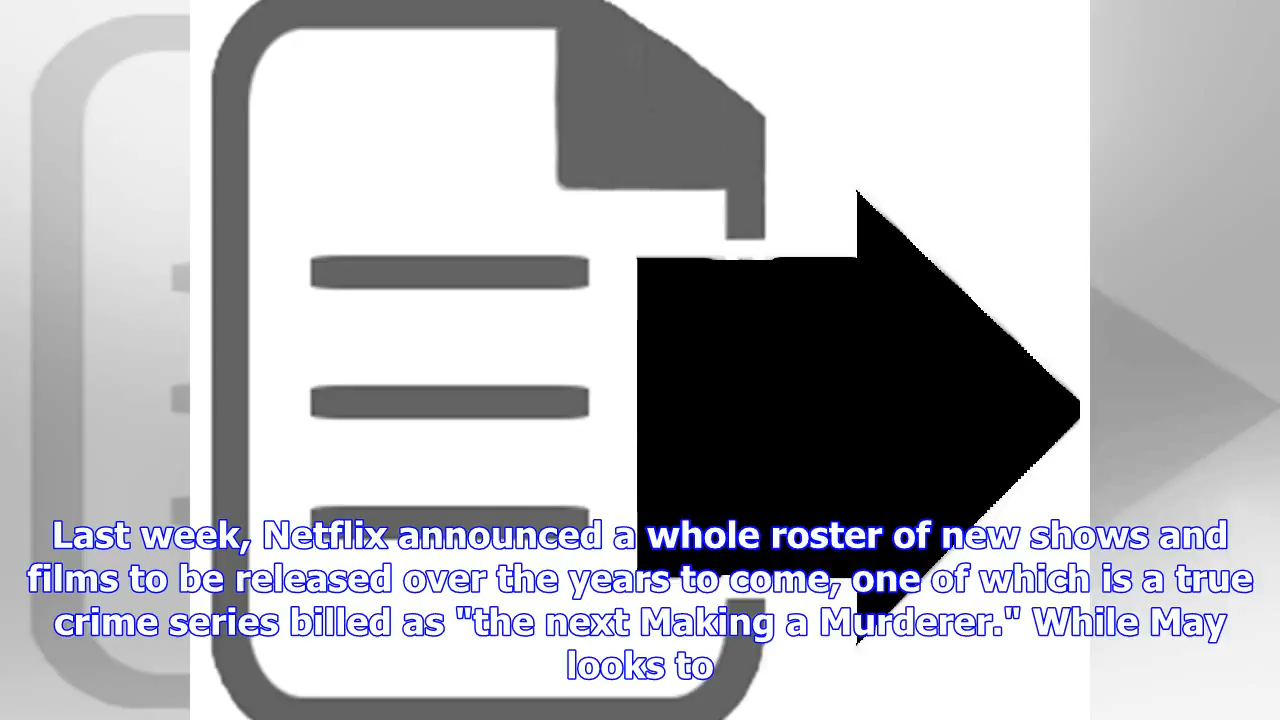 Last week, Netflix announced a whole roster of new shows and
films to be released over the years to come, one of which is a true
crime series billed as "the next Making a Murderer." While May
looks to